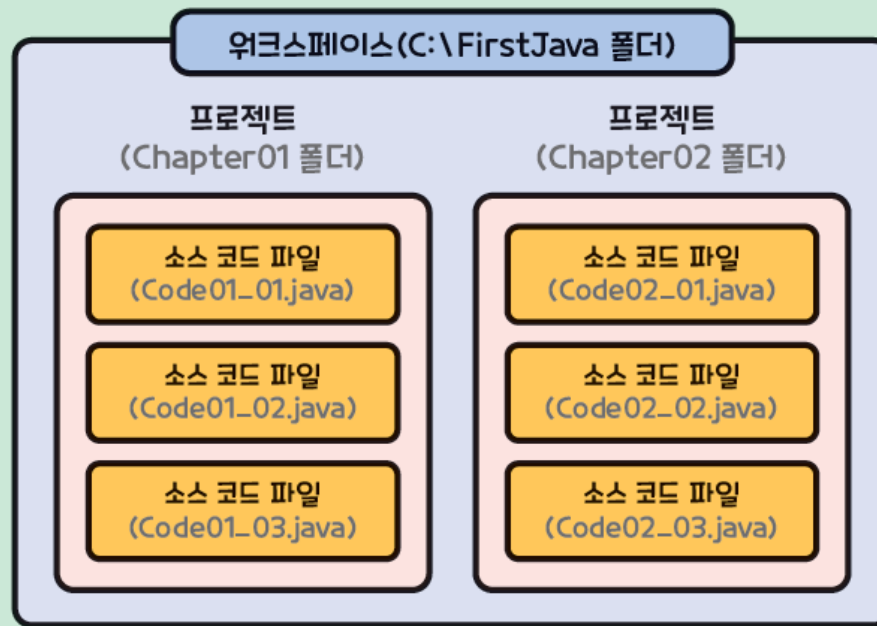 워크스페이스(C:\FirstJava 폴더)
프로젝트
(Chapter01 폴더)
소스 코드 파일
(Code01_01.java)
소스 코드 파일
(Code01_02.java)
소스 코드 파일
(Code01_03.java)
프로젝트
(Chapter02 폴더)
소스 코드 파일
(Code02_01.java)
소스 코드 파일
(Code02_02.java)
소스 코드 파일
(Code02_03.java)